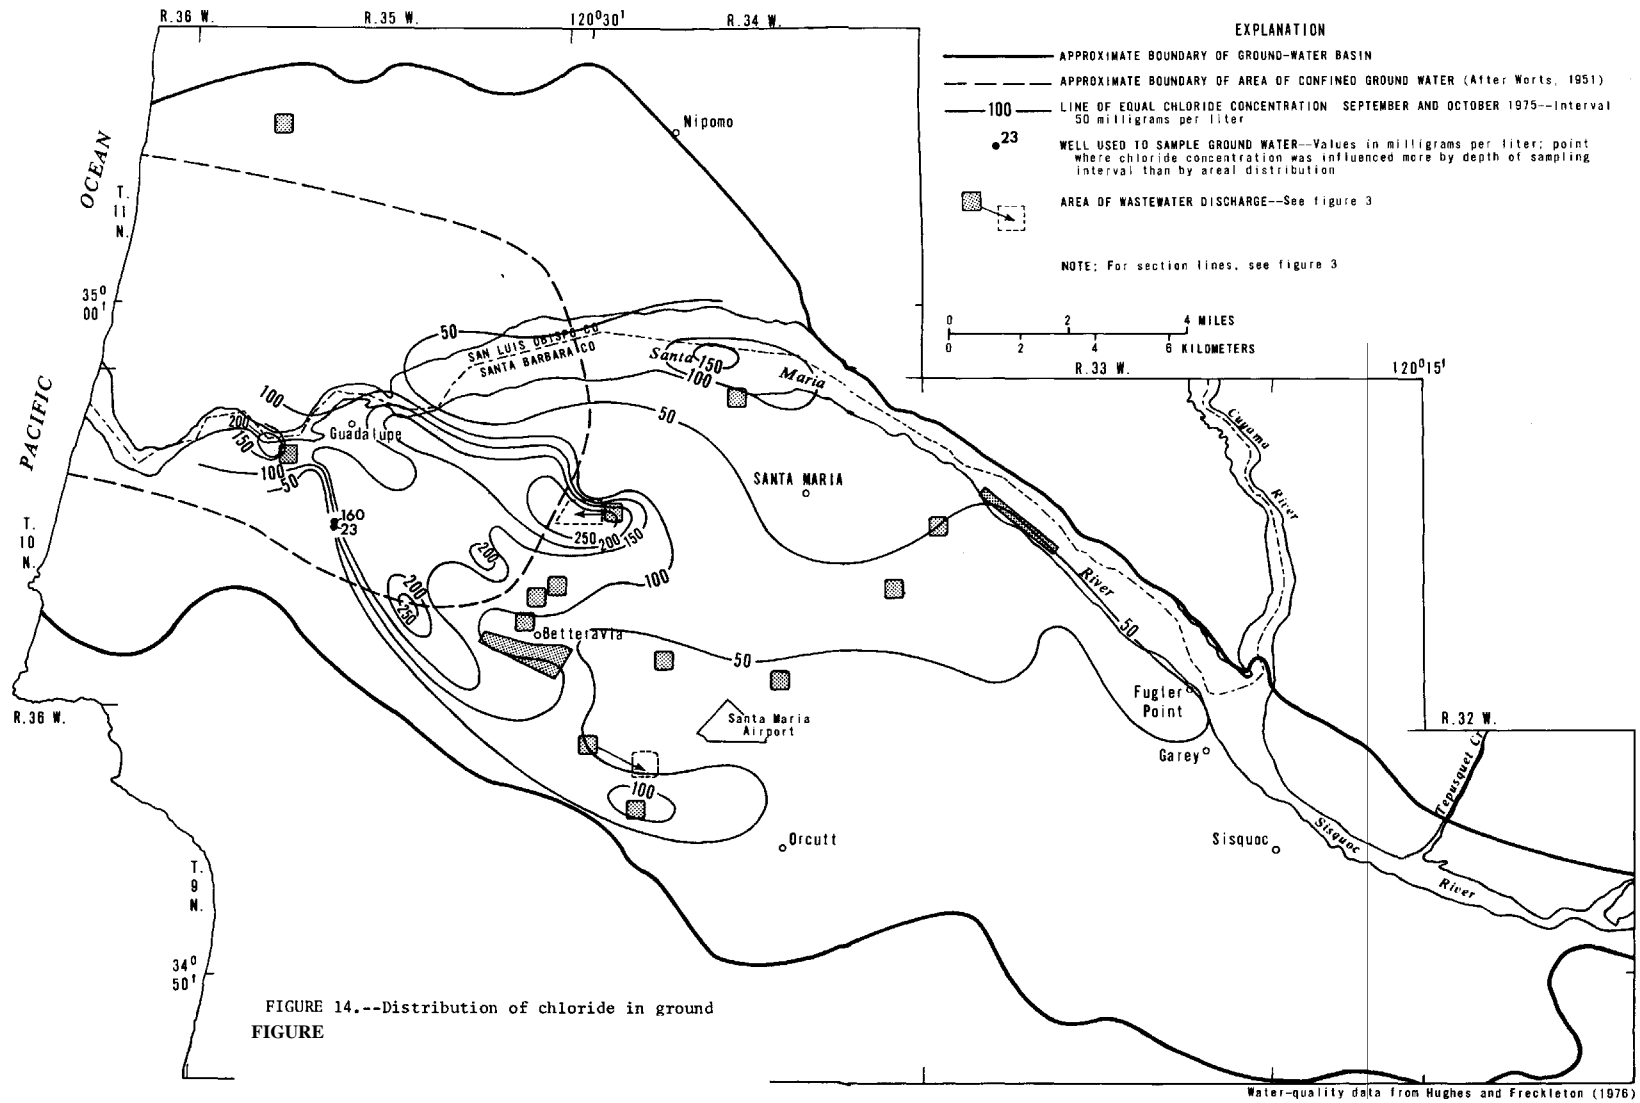 R.36 W.
R.35 W.
120°30'
R.34 W.
EXPLANATION
APPROXIMATE BOUNDARY OF GROUND-WATER BASIN
APPROXIMATE BOUNDARY OF AREA OF CONFINED GROUND WATER (After Worts, 1951)
100
LINE OF EQUAL CHLORIDE CONCENTRATION SEPTEMBER AND OCTOBER 1975--Interval
50 milligrams per liter
23
WELL USED TO SAMPLE GROUND WATER--Values in milligrams per liter; point
where chloride concentration was influenced more by depth of sampling
interval than by areal distribution
AREA OF WASTEWATER DISCHARGE--See figure 3
NOTE: For section lines, see figure 3
0 2 4 MILES
0 2 4 6 KILOMETERS
Nipomo
OCEAN
T.
11
N.
35°
00'
PACIFIC
50
SAN LUIS OBISPO CO
SANTA BARBARA CO
Santa
150
100
Maria
R.33 W.
120°15'
Cuyama
River
100
200
150
Guadalupe
50
100
50
SANTA MARIA
160
23
T.
10
N.
250
200
150
200
100
200
250
Betteravia
50
River
50
Fugler
Point
Garey
Santa Maria
Airport
R.36 W.
R.32 W.
Tepusquet Cr
100
Orcutt
Sisquoc
Sisquoc
River
T.
9
N.
34°
50'
FIGURE 14.--Distribution of chloride in ground
FIGURE
Water-quality data from Hughes and Freckleton (1976)